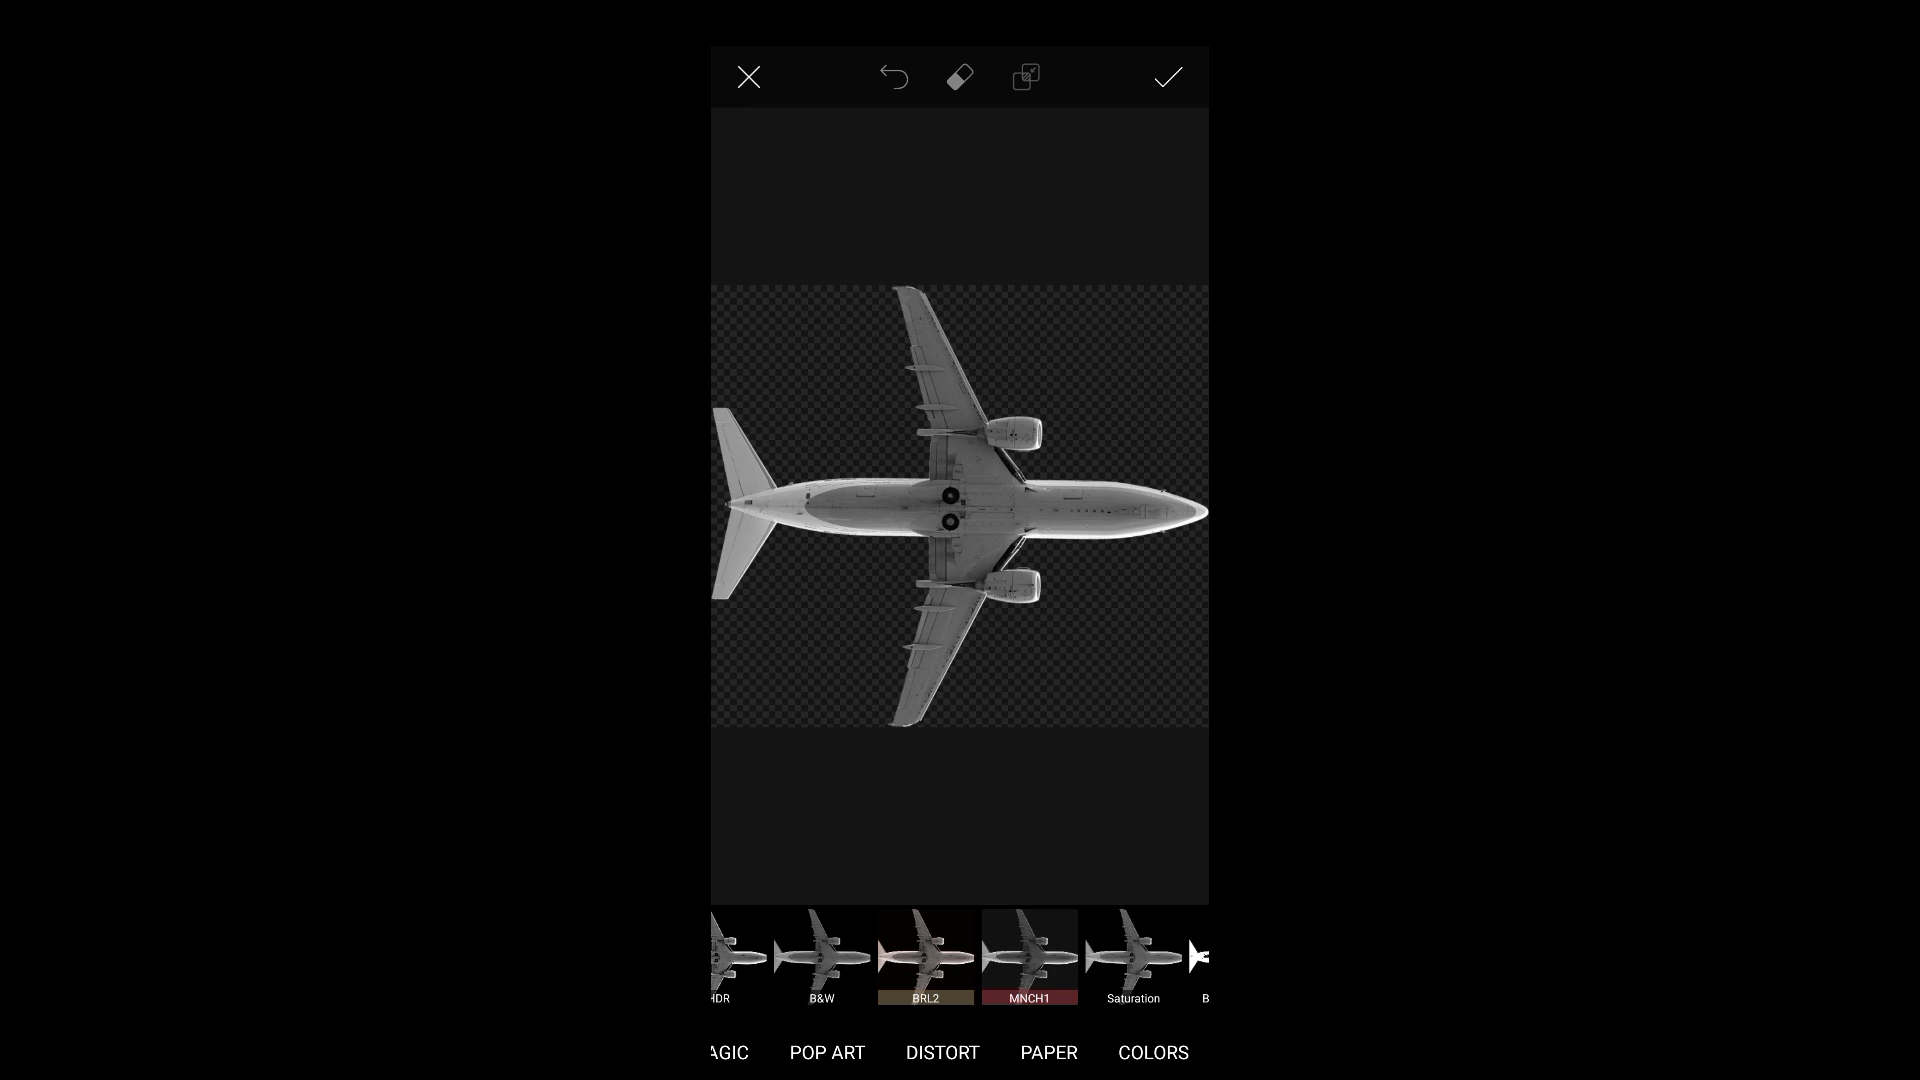 HDR
B&W
BRL2
MNCH1
Saturation
B
AGIC
POP ART
DISTORT
PAPER
COLORS